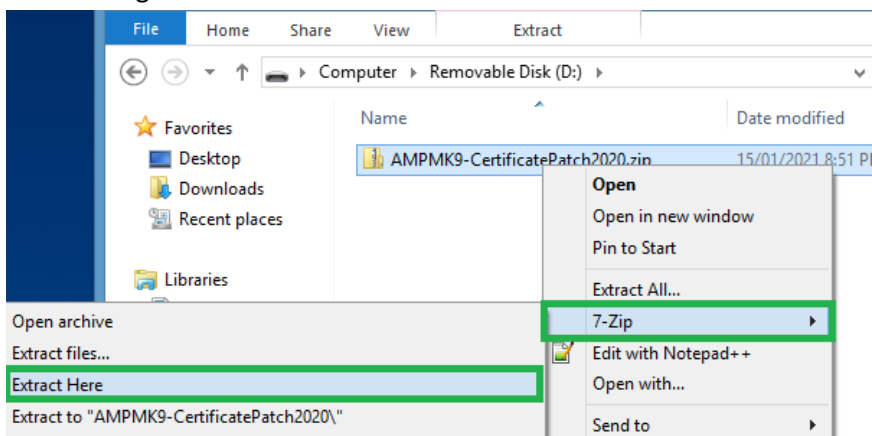 File Home Share View Extract
Computer Removable Disk (D:)
Name Date modified
Favorites
Desktop
Downloads
Recent places
Libraries
AMPMK9-CertificatePatch2020.zip 15/01/2021 8:51
Open
Open in new window
Pin to Start
Extract All...
7-Zip
Edit with Notepad++
Open with...
Send to
Open archive
Extract files...
Extract Here
Extract to "AMPMK9-CertificatePatch2020\"